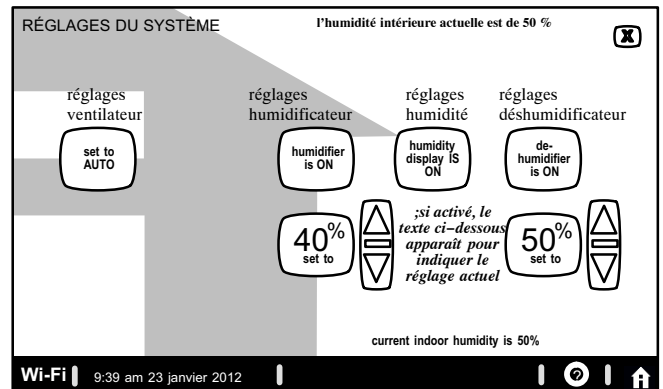 RÉGLAGES DU SYSTÈME
l'humidité intérieure actuelle est de 50 %
X
réglages ventilateur
réglages humidificateur
réglages humidité
réglages déshumidificateur
set to
AUTO
humidifier
is ON
humidity
display IS
ON
de-
humidifier
is ON
40%
set to
;si activé, le
texte ci–dessous
apparaît pour
indiquer le
réglage actuel
50%
set to
current indoor humidity is 50%
Wi-Fi
9:39 am 23 janvier 2012
?